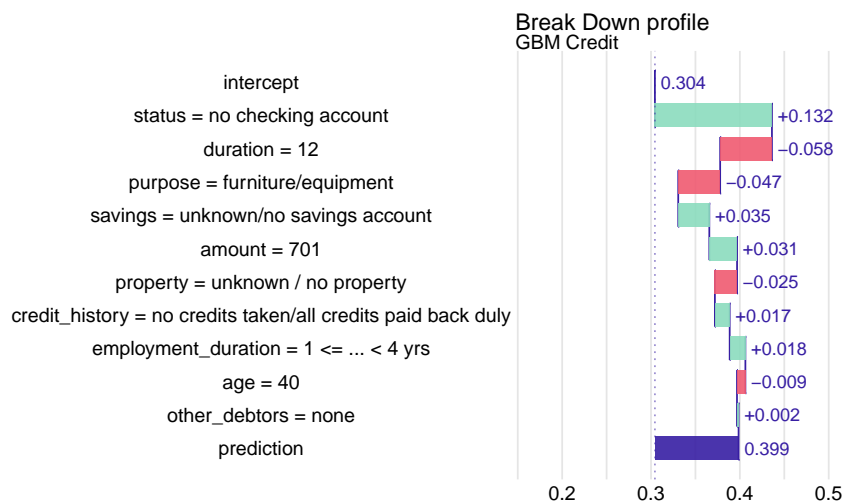 Break Down profile
GBM Credit
intercept 0.304
status = no checking account +0.132
duration = 12 −0.058
purpose = furniture/equipment −0.047
savings = unknown/no savings account +0.035
amount = 701 +0.031
property = unknown / no property −0.025
credit_history = no credits taken/all credits paid back duly +0.017
employment_duration = 1 <= ... < 4 yrs +0.018
age = 40 −0.009
other_debtors = none +0.002
prediction 0.399
0.2 0.3 0.4 0.5